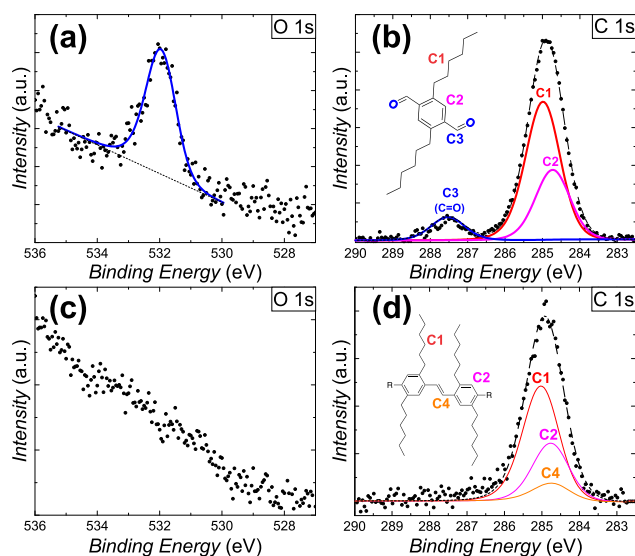 (a)
O 1s
Intensity (a.u.)
536 534 532 530 528
Binding Energy (eV)
(b)
C 1s
C1
C2
O
O
C3
C1
C2
C3
(C=O)
Intensity (a.u.)
290 289 288 287 286 285 284 283
Binding Energy (eV)
(c)
O 1s
Intensity (a.u.)
536 534 532 530 528
Binding Energy (eV)
(d)
C 1s
C1
R
C2
R
C4
C1
C2
C4
Intensity (a.u.)
290 289 288 287 286 285 284 283
Binding Energy (eV)